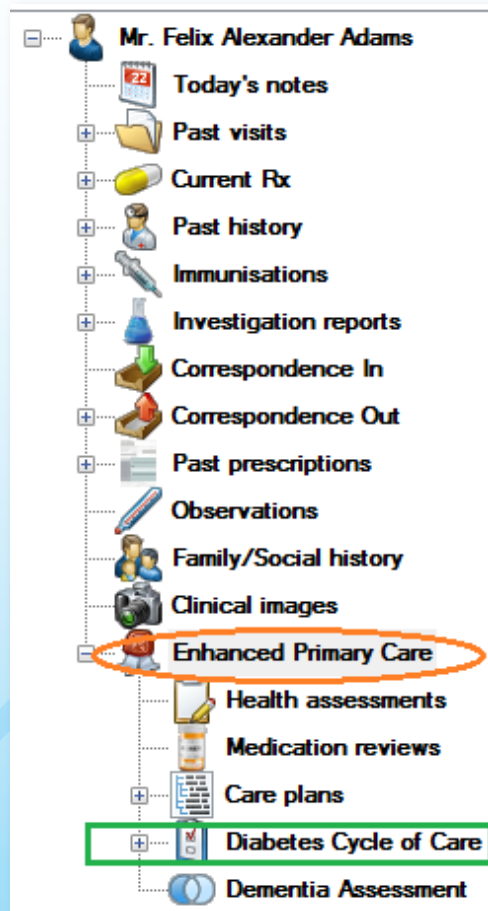 Mr. Felix Alexander Adams
22
Today's notes
Past visits
Current Rx
Past history
Immunisations
Investigation reports
Correspondence In
Correspondence Out
Past prescriptions
Observations
Family/Social history
Clinical images
Enhanced Primary Care
Health assessments
Medication reviews
Care plans
Diabetes Cycle of Care
Dementia Assessment